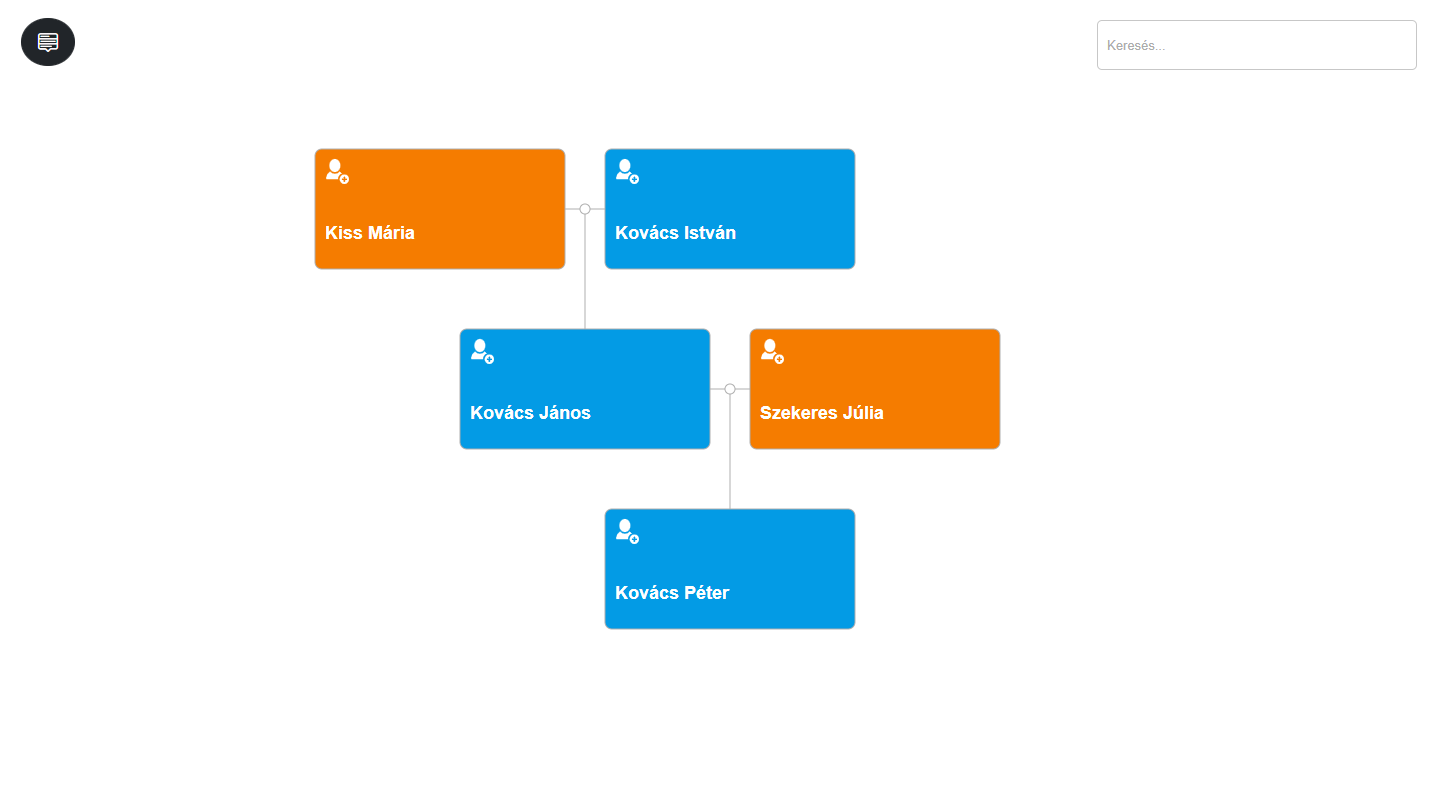 Keresés...
Kiss Mária
Kovács István
Kovács János
Szekeres Júlia
Kovács Péter